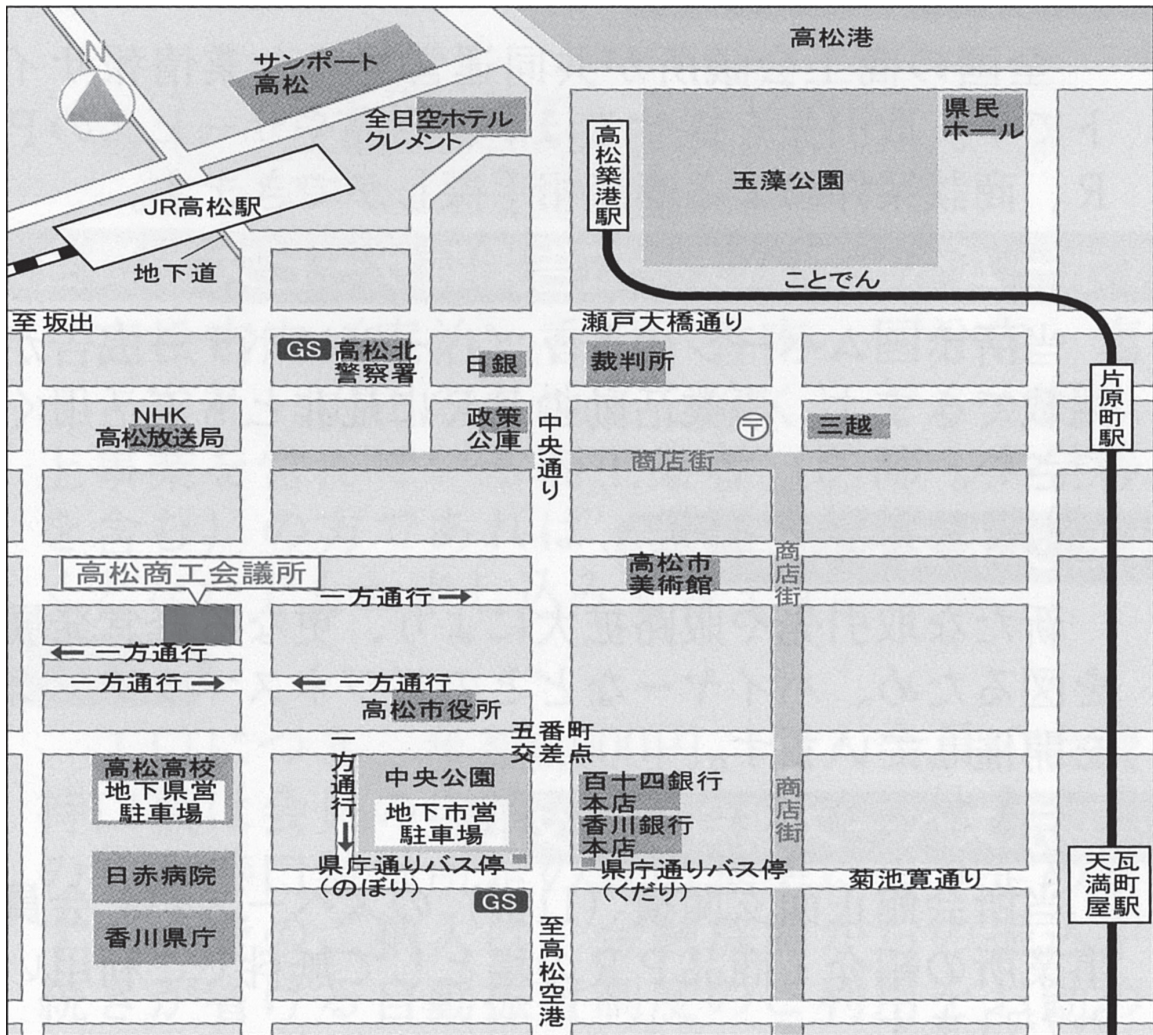 高松港
N
サンポート
高松
全日空ホテル
クレメント
県民
ホール
高松築港駅
玉藻公園
JR高松駅
地下道
ことでん
至坂出
瀬戸大橋通り
GS
高松北
警察署
日銀
裁判所
片原町駅
NHK
高松放送局
政策
公庫
中央通り
〒
三越
商店街
高松市
美術館
商店街
高松商工会議所
一方通行→
←一方通行
一方通行→
←一方通行
高松市役所
五番町
交差点
高松高校
地下県営
駐車場
一方通行→
中央公園
地下市営
駐車場
百十四銀行
本店
香川銀行
本店
商店街
日赤病院
県庁通りバス停
(のぼり)
県庁通りバス停
(くだり)
菊池寛通り
瓦町駅
天満屋
GS
香川県庁
至高松空港